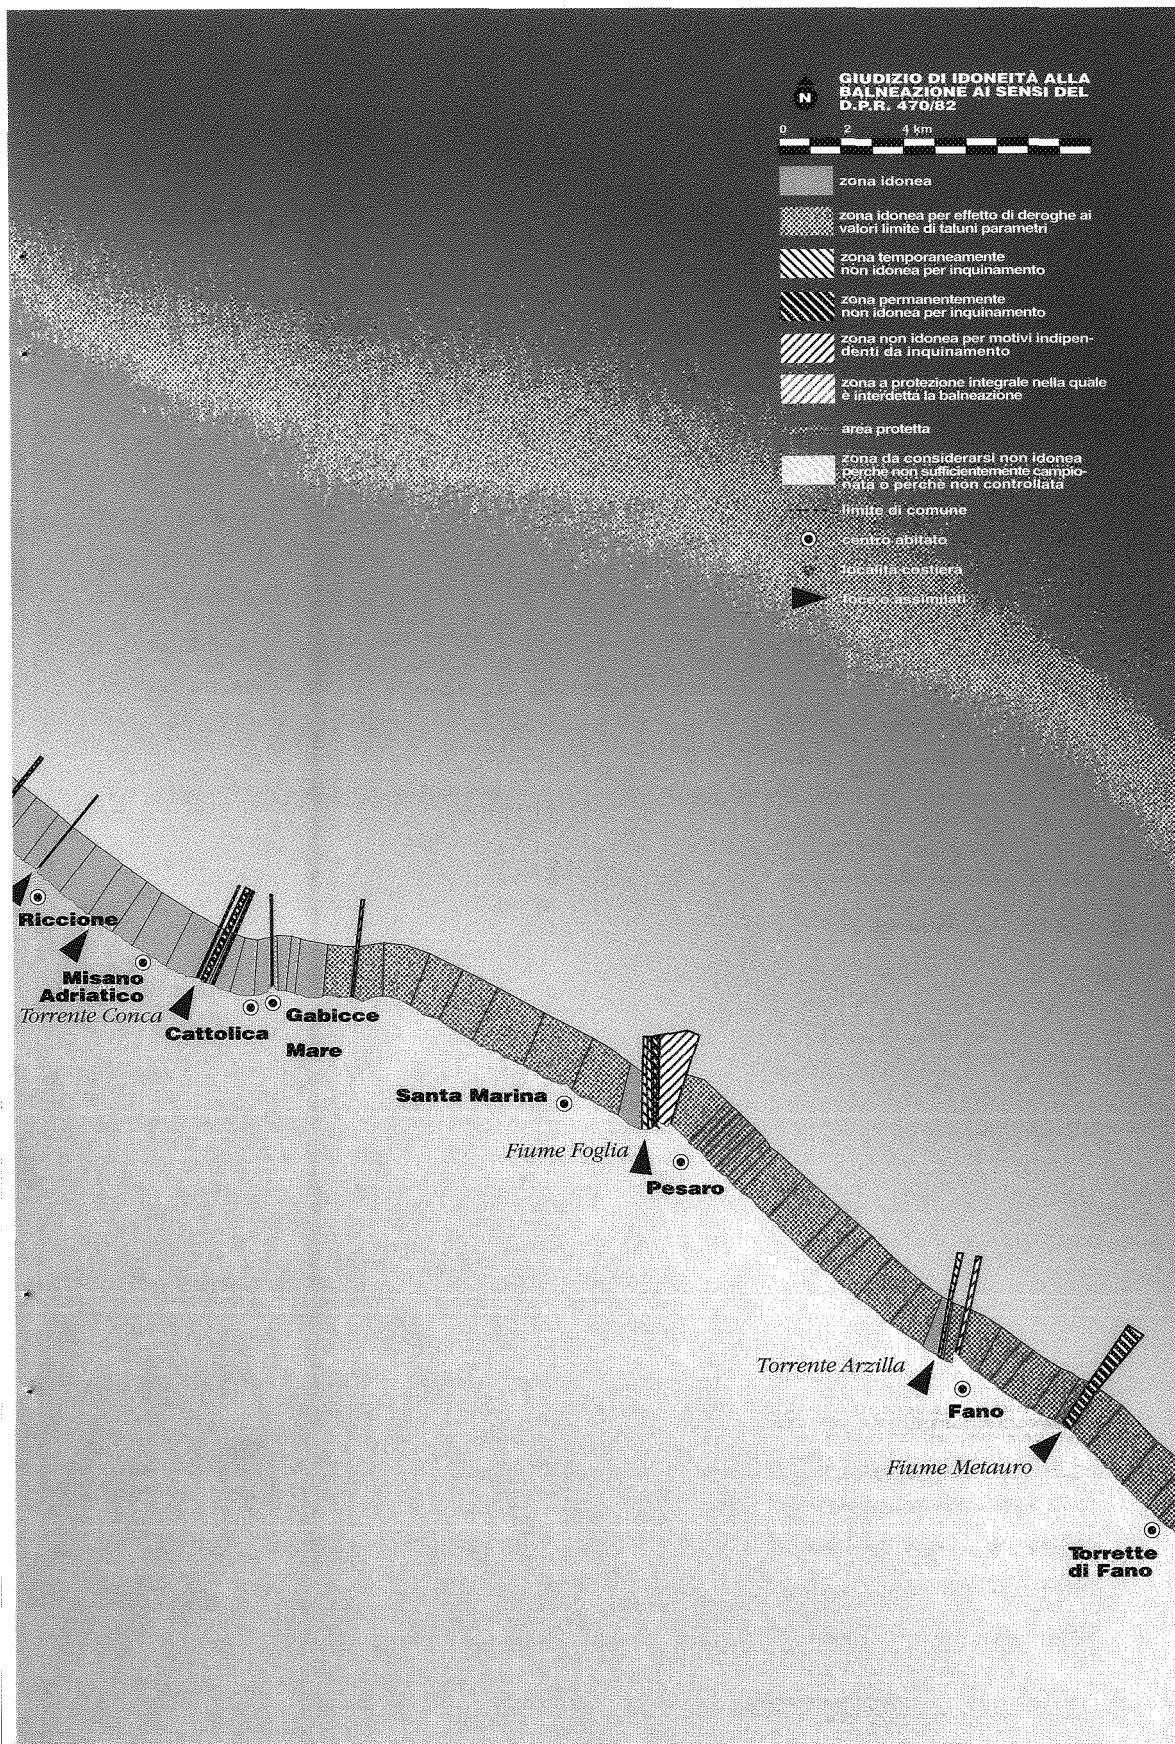 N
GIUDIZIO DI IDONEITÀ ALLA
BALNEAZIONE AI SENSI DEL
D.P.R. 470/82
0 2 4 km
zona idonea
zona idonea per effetto di deroghe ai
valori limite di taluni parametri
zona temporaneamente
non idonea per inquinamento
zona permanentemente
non idonea per inquinamento
zona non idonea per motivi indipen-
denti da inquinamento
zona a protezione integrale nella quale
è interdetta la balneazione
area protetta
zona da considerarsi non idonea
perchè non sufficientemente campio-
nata o perchè non controllata
limite di comune
centro abitato
località costiera
foce o assimilati
Riccione
Misano
Adriatico
Torrente Conca
Cattolica
Gabicce
Mare
Santa Marina
Fiume Foglia
Pesaro
Torrente Arzilla
Fano
Fiume Metauro
Torrette
di Fano